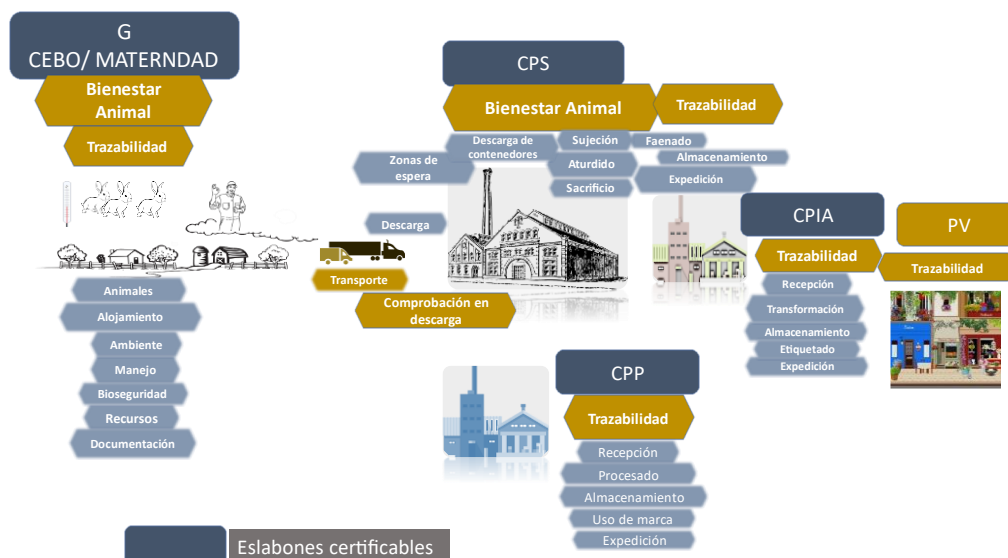 G
CEBO/ MATERNDAD
Bienestar
Animal
Trazabilidad
Animales
Alojamiento
Ambiente
Manejo
Bioseguridad
Recursos
Documentación
Transporte
Comprobación en
descarga
CPS
Bienestar Animal
Trazabilidad
Zonas de
espera
Descarga de
contenedores
Descarga
Sujeción
Aturdido
Sacrificio
Faenado
Almacenamiento
Expedición
CPIA
Trazabilidad
Recepción
Transformación
Almacenamiento
Etiquetado
Expedición
PV
Trazabilidad
CPP
Trazabilidad
Recepción
Procesado
Almacenamiento
Uso de marca
Expedición
Eslabones certificables